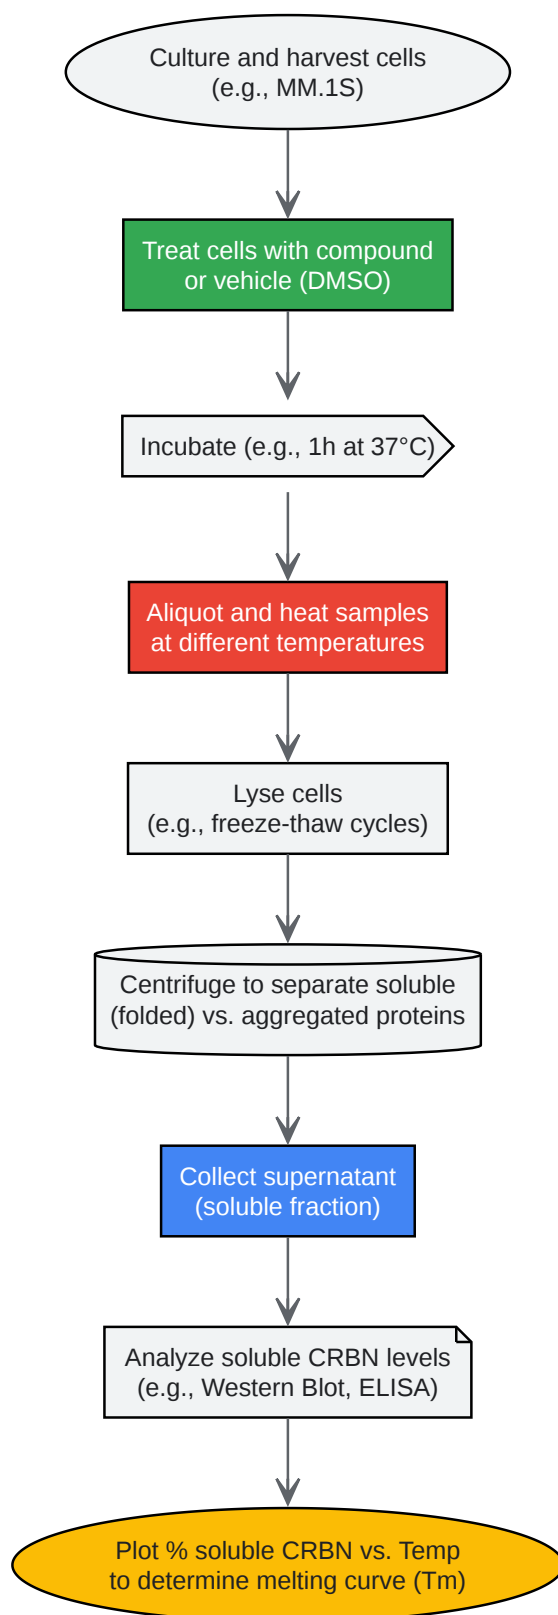 Culture and harvest cells
(e.g., MM.1S)
Treat cells with compound
or vehicle (DMSO)
Incubate (e.g., 1h at 37°C)
Aliquot and heat samples
at different temperatures
Lyse cells
(e.g., freeze-thaw cycles)
Centrifuge to separate soluble
(folded) vs. aggregated proteins
Collect supernatant
(soluble fraction)
Analyze soluble CRBN levels
(e.g., Western Blot, ELISA)
Plot % soluble CRBN vs. Temp
to determine melting curve (Tm)